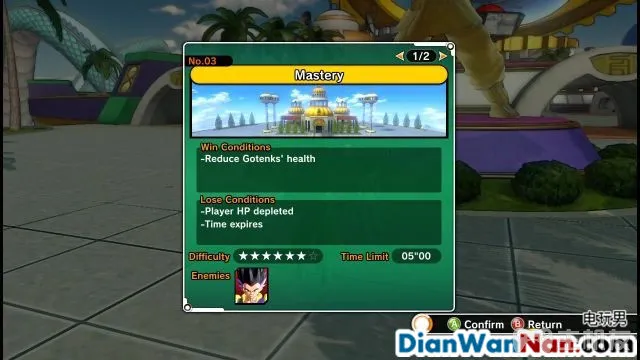 No.03
1/2
Mastery
Win Conditions
-Reduce Gotenks' health
Lose Conditions
-Player HP depleted
-Time expires
Difficulty ★★★★★★☆ Time Limit 05"00
Enemies
A Confirm B Return
电玩男
DianWanNan.com